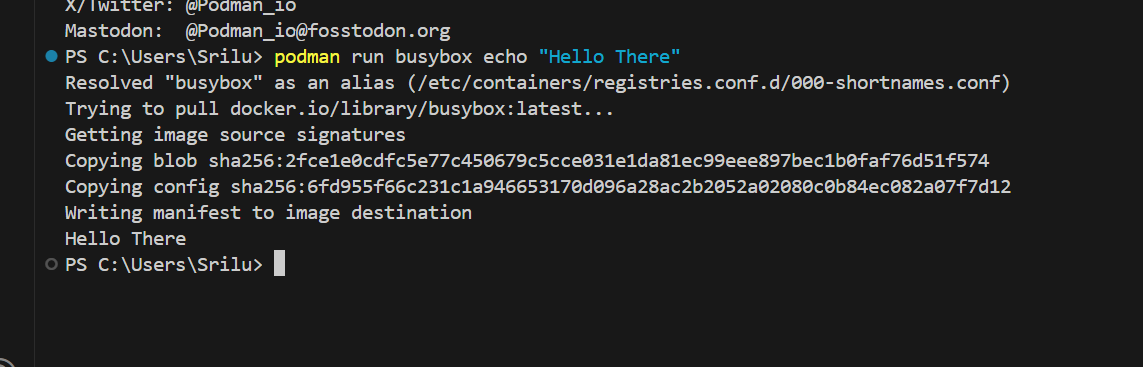 X/Twitter: @Podman_io
Mastodon:  @Podman_io@fosstodon.org
PS C:\Users\Srilu> podman run busybox echo "Hello There"
Resolved "busybox" as an alias (/etc/containers/registries.conf.d/000-shortnames.conf)
Trying to pull docker.io/library/busybox:latest...
Getting image source signatures
Copying blob sha256:2fce1e0cdfc5e77c450679c5cce031e1da81ec99eee897bec1b0faf76d51f574
Copying config sha256:6fd955f66c231c1a946653170d096a28ac2b2052a02080c0b84ec082a07f7d12
Writing manifest to image destination
Hello There
PS C:\Users\Srilu>